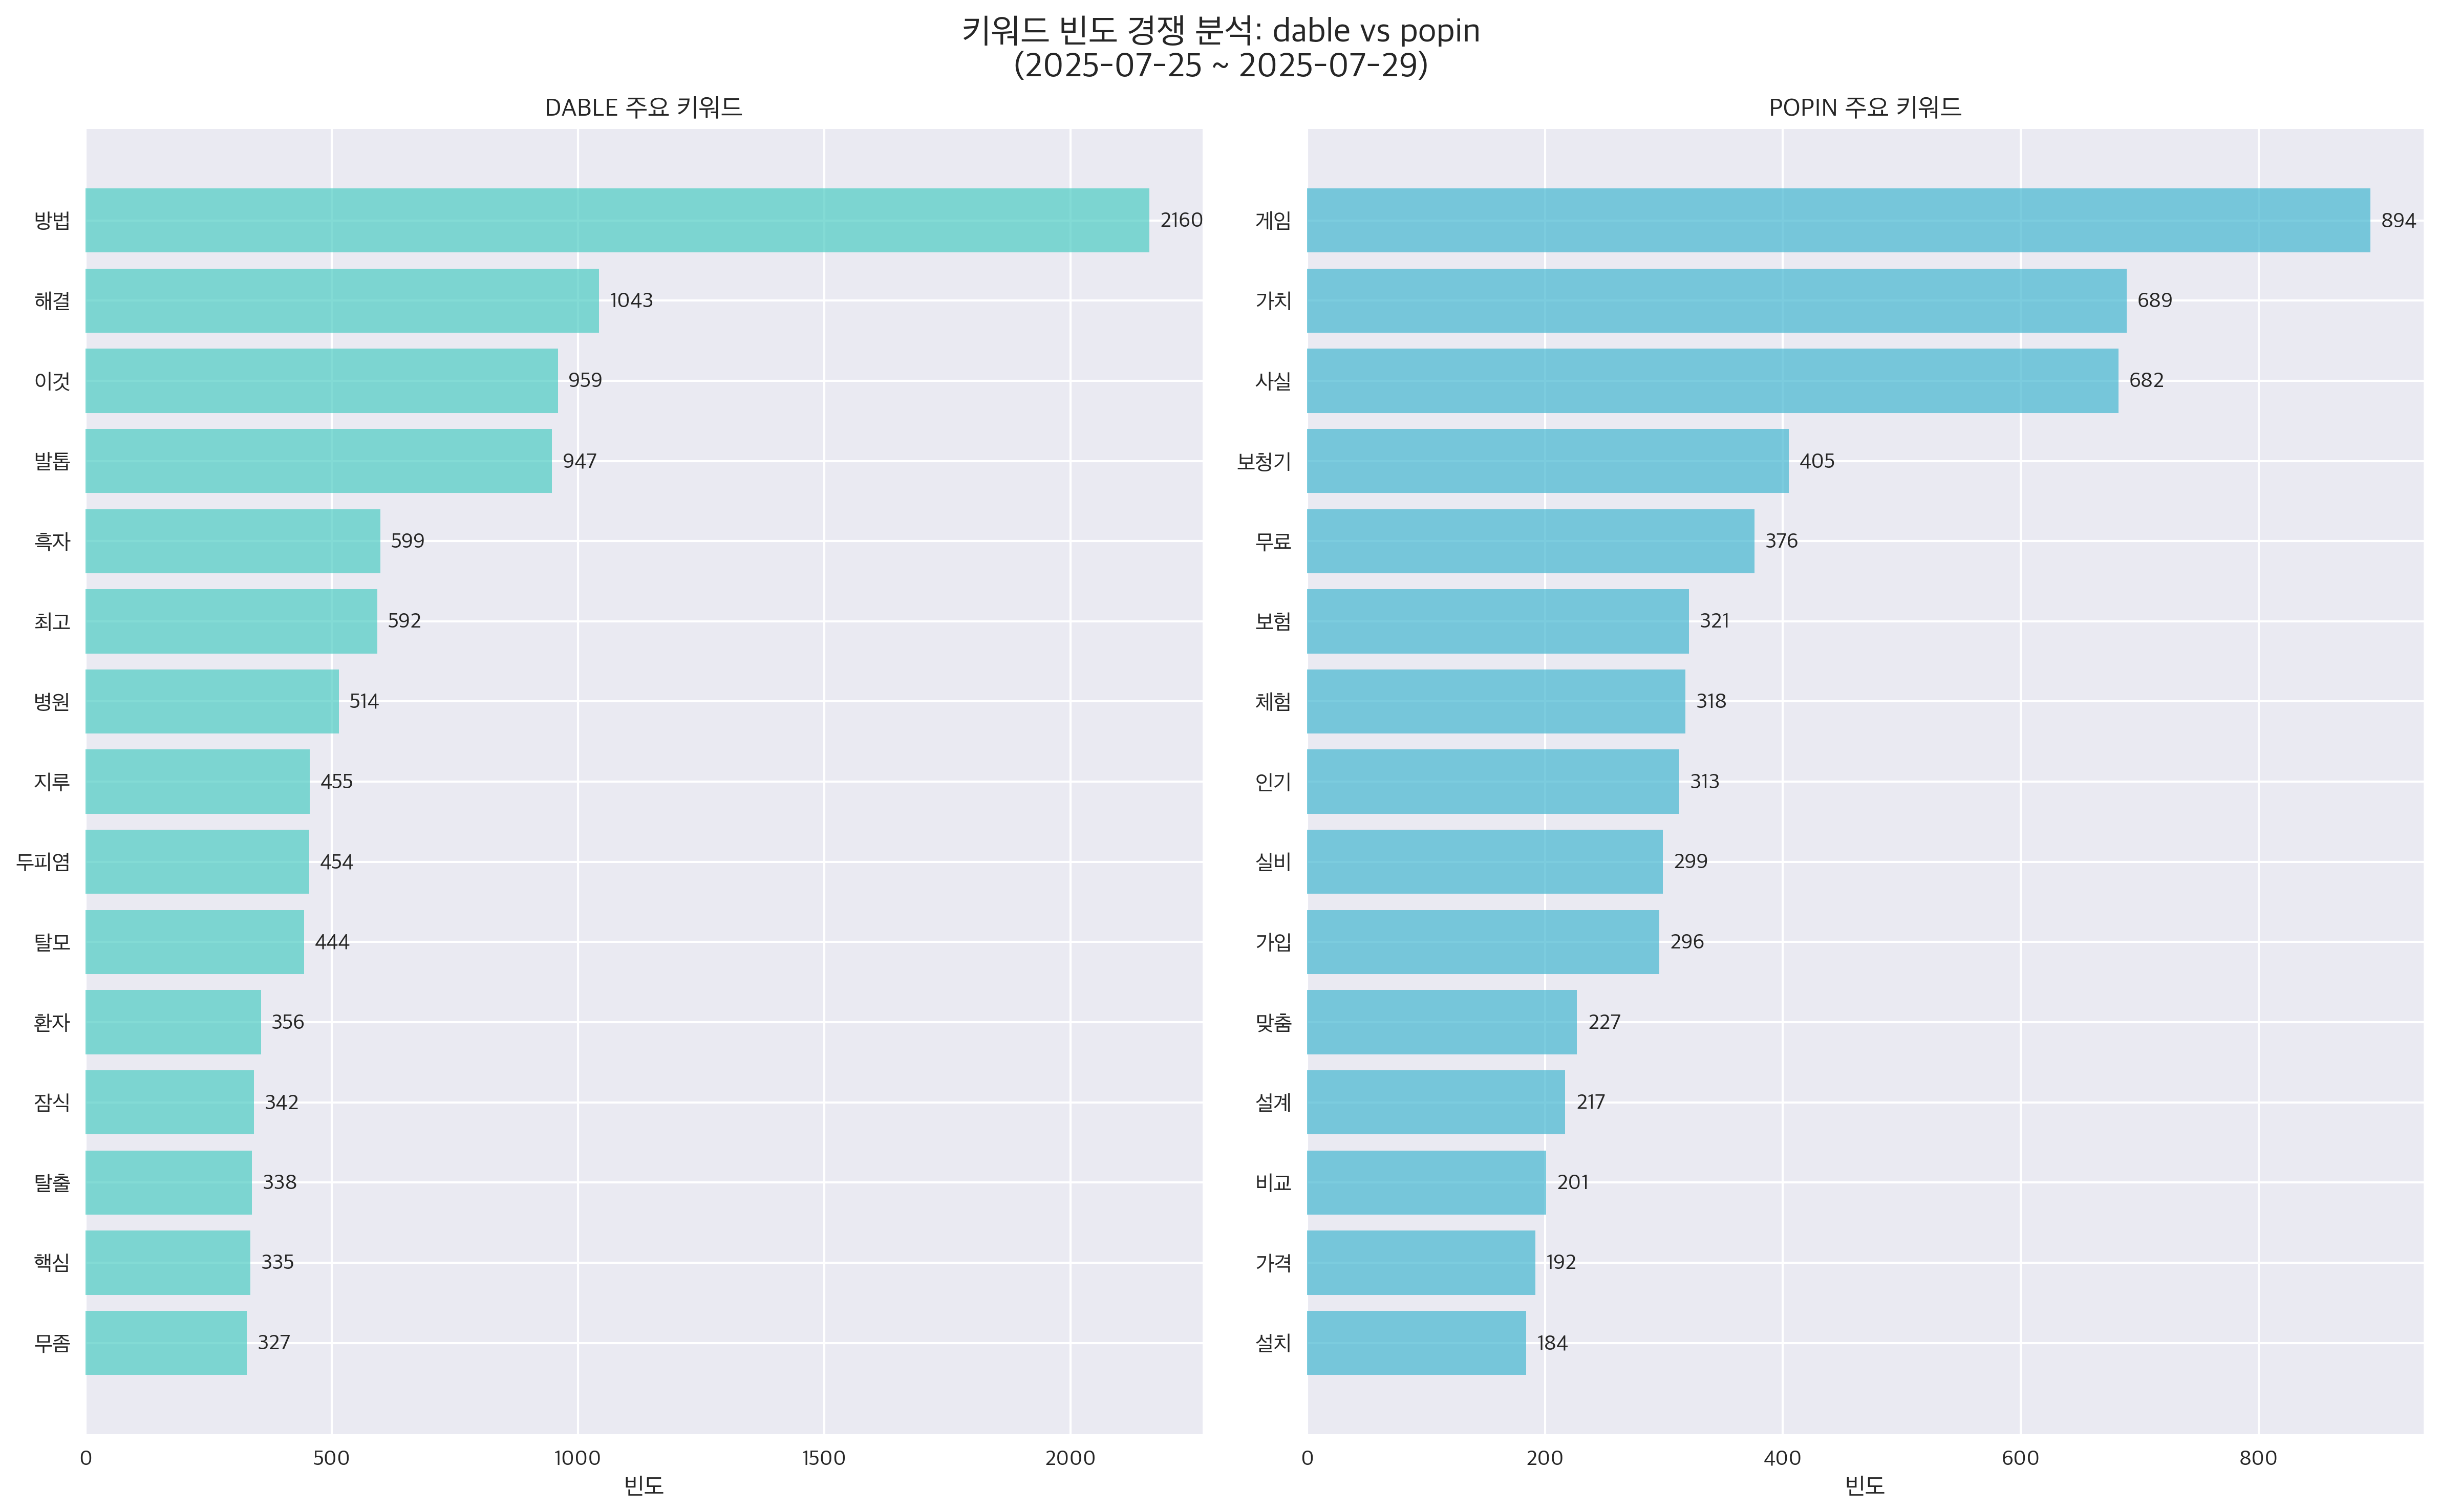 키워드 빈도 경쟁 분석: dable vs popin
(2025-07-25 ~ 2025-07-29)
DABLE 주요 키워드
방법 2160
해결 1043
이것 959
발톱 947
흑자 599
최고 592
병원 514
지루 455
두피염 454
탈모 444
환자 356
잠식 342
탈출 338
핵심 335
무좀 327
0 500 1000 1500 2000
빈도
POPIN 주요 키워드
게임 894
가치 689
사실 682
보청기 405
무료 376
보험 321
체험 318
인기 313
실비 299
가입 296
맞춤 227
설계 217
비교 201
가격 192
설치 184
0 200 400 600 800
빈도